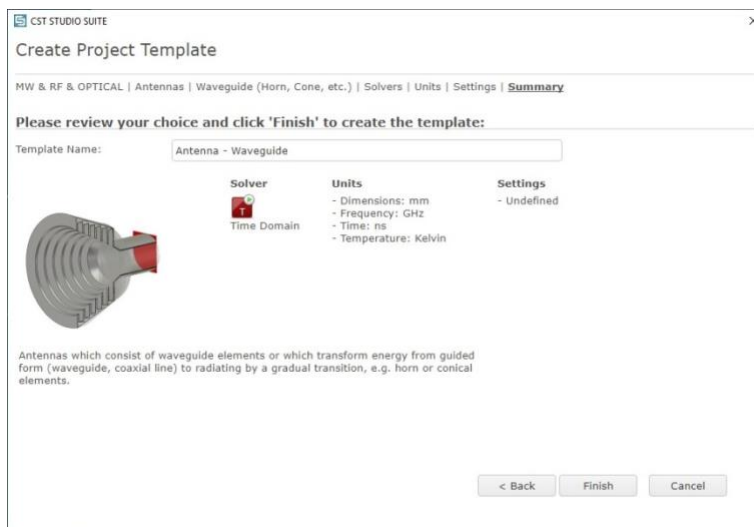 CST STUDIO SUITE
Create Project Template
MW & RF & OPTICAL | Antennas | Waveguide (Horn, Cone, etc.) | Solvers | Units | Settings | Summary
Please review your choice and click 'Finish' to create the template:
Template Name: Antenna - Waveguide
Solver
T
Time Domain
Units
- Dimensions: mm
- Frequency: GHz
- Time: ns
- Temperature: Kelvin
Settings
- Undefined
Antennas which consist of waveguide elements or which transform energy from guided
form (waveguide, coaxial line) to radiating by a gradual transition, e.g. horn or conical
elements.
< Back Finish Cancel